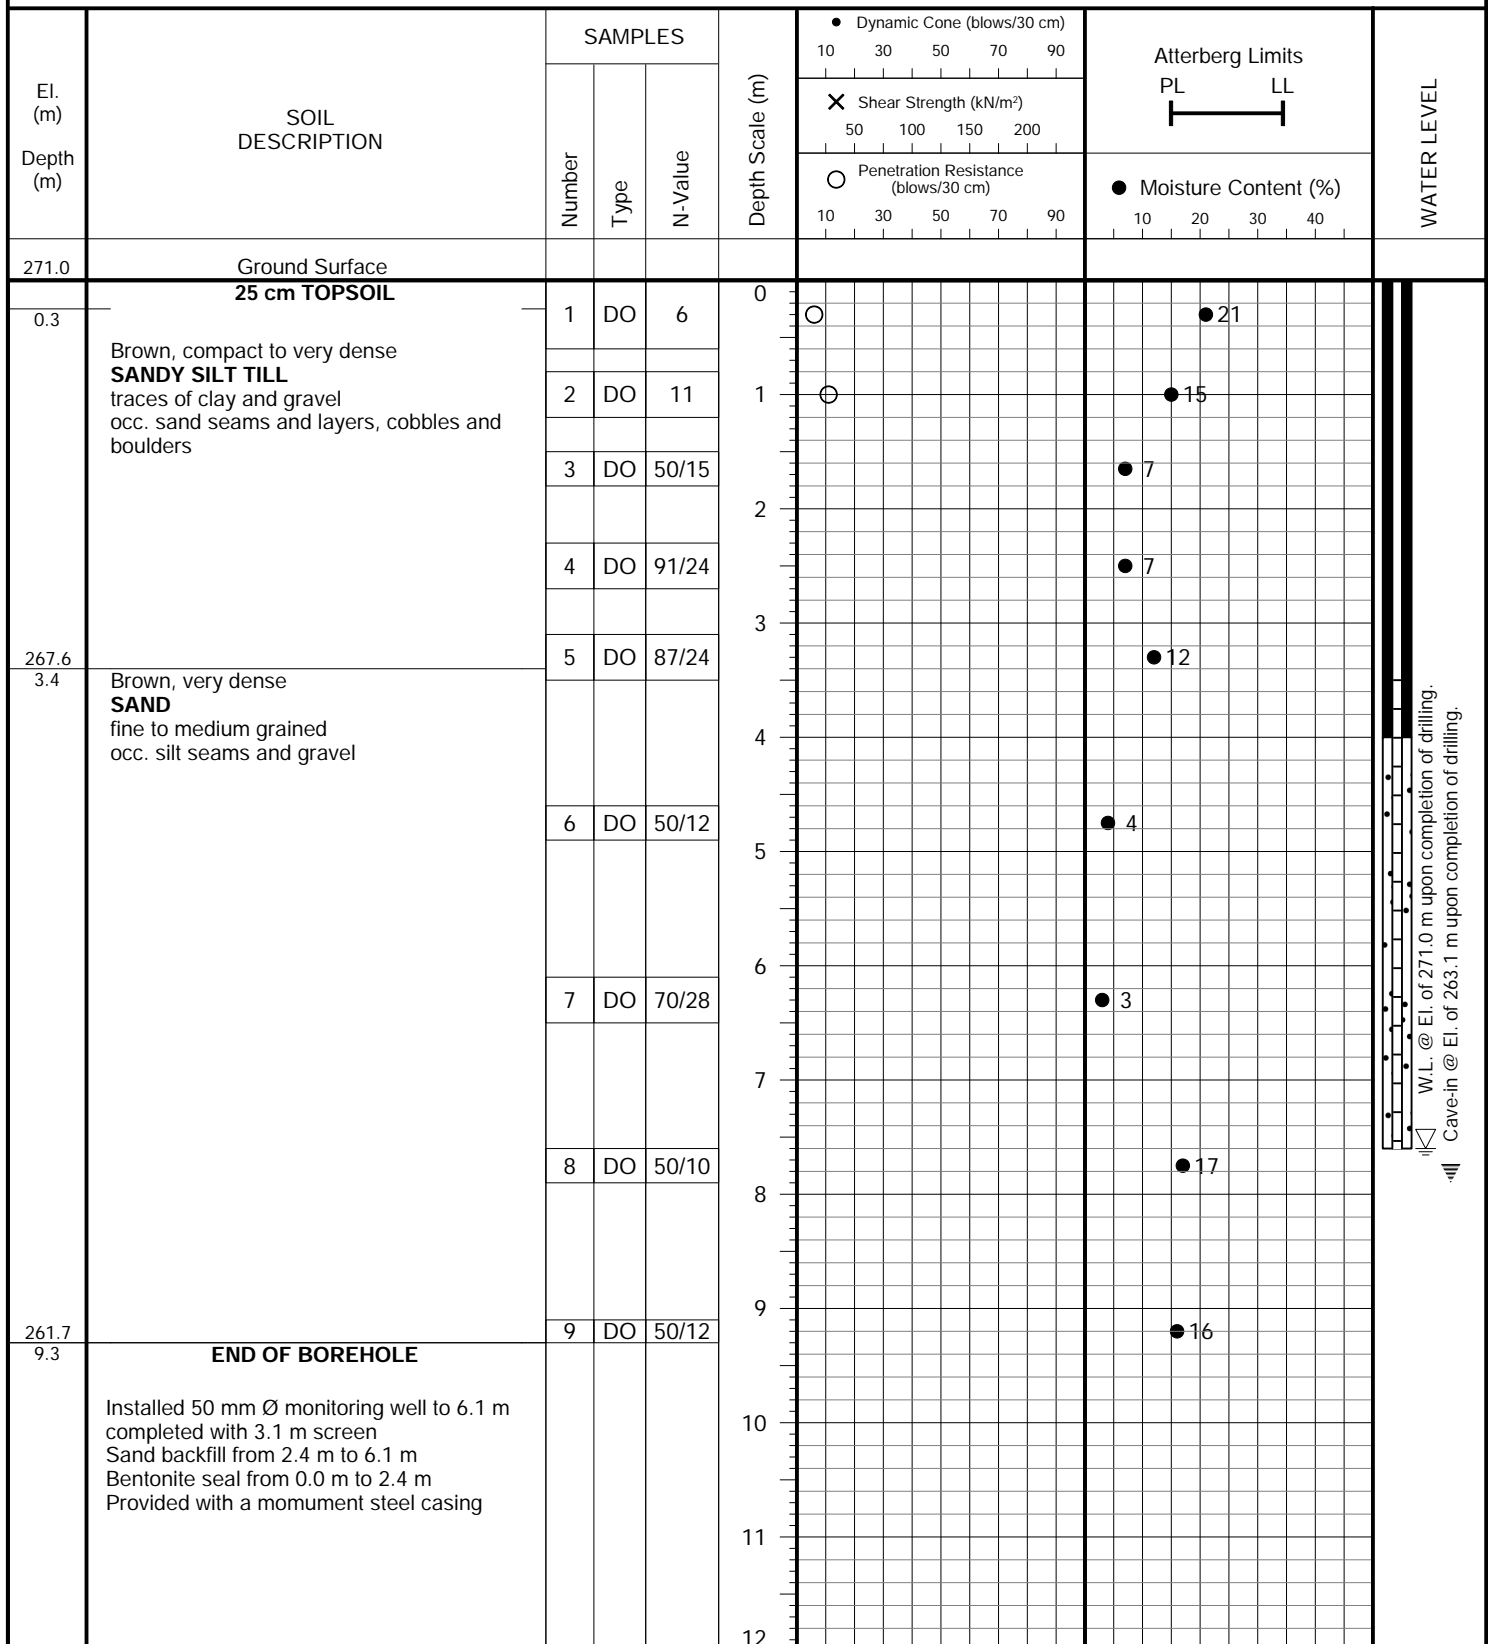 El.
(m)
Depth
(m)
SOIL
DESCRIPTION
SAMPLES
Number
Type
N-Value
Depth Scale (m)
● Dynamic Cone (blows/30 cm)
10 30 50 70 90
✕ Shear Strength (kN/m²)
50 100 150 200
○ Penetration Resistance
(blows/30 cm)
10 30 50 70 90
Atterberg Limits
PL LL
● Moisture Content (%)
10 20 30 40
WATER LEVEL
271.0 Ground Surface
25 cm TOPSOIL
0
0.3
1 DO 6 21
Brown, compact to very dense
SANDY SILT TILL
traces of clay and gravel
occ. sand seams and layers, cobbles and
boulders
2 DO 11 1 15
3 DO 50/15 7
2
4 DO 91/24 7
3
5 DO 87/24 12
267.6
3.4
Brown, very dense
SAND
fine to medium grained
occ. silt seams and gravel
4
6 DO 50/12 4
5
6
7 DO 70/28 3
7
8 DO 50/10 17
8
9
9 DO 50/12 16
261.7
9.3
END OF BOREHOLE
Installed 50 mm Ø monitoring well to 6.1 m
completed with 3.1 m screen
Sand backfill from 2.4 m to 6.1 m
Bentonite seal from 0.0 m to 2.4 m
Provided with a momument steel casing
10
11
12
W.L. @ El. of 271.0 m upon completion of drilling.
Cave-in @ El. of 263.1 m upon completion of drilling.